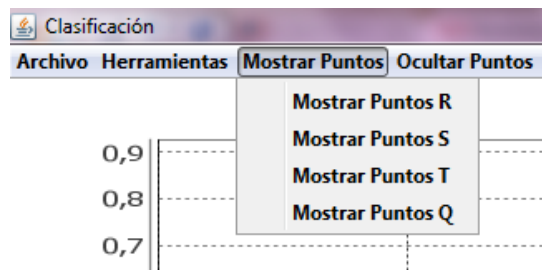 Clasificación
Archivo Herramientas Mostrar Puntos Ocultar Puntos
Mostrar Puntos R
Mostrar Puntos S
Mostrar Puntos T
Mostrar Puntos Q
0,9
0,8
0,7